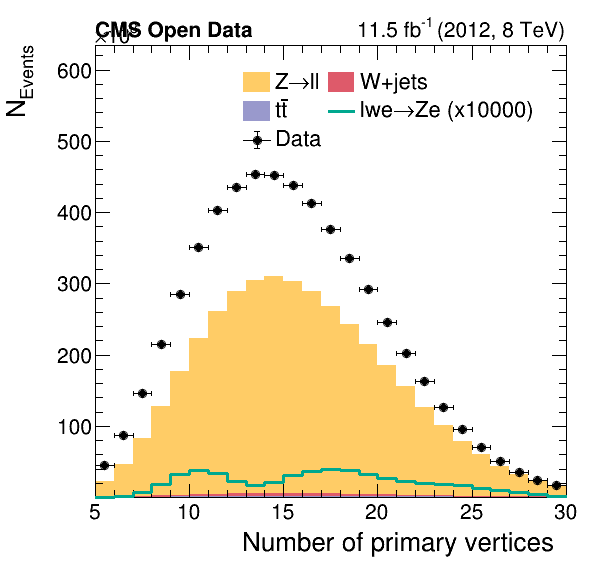 CMS Open Data 11.5 fb⁻¹ (2012, 8 TeV)
N_Events
600
500
400
300
200
100
Z→ll W+jets
tt̄ lwe→Ze (x10000)
Data
5 10 15 20 25 30
Number of primary vertices